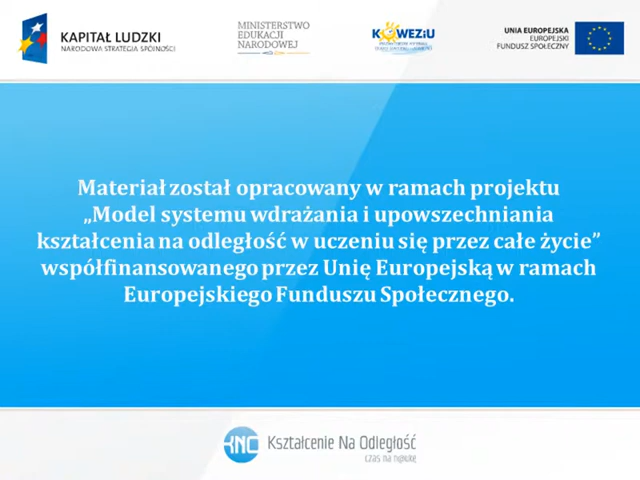 KAPITAŁ LUDZKI
NARODOWA STRATEGIA SPÓJNOŚCI
MINISTERSTWO
EDUKACJI
NARODOWEJ
KOWEZiU
UNIA EUROPEJSKA
EUROPEJSKI
FUNDUSZ SPOŁECZNY
Materiał został opracowany w ramach projektu
„Model systemu wdrażania i upowszechniania
kształcenia na odległość w uczeniu się przez całe życie”
współfinansowanego przez Unię Europejską w ramach
Europejskiego Funduszu Społecznego.
KNO Kształcenie Na Odległość
czas na naukę